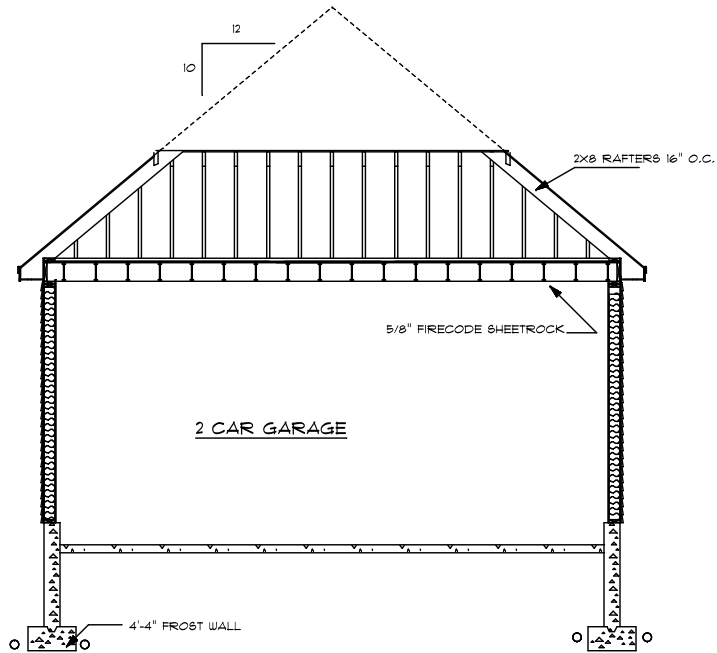 12
10
2X8 RAFTERS 16" O.C.
5/8" FIRECODE SHEETROCK
2 CAR GARAGE
4'-4" FROST WALL